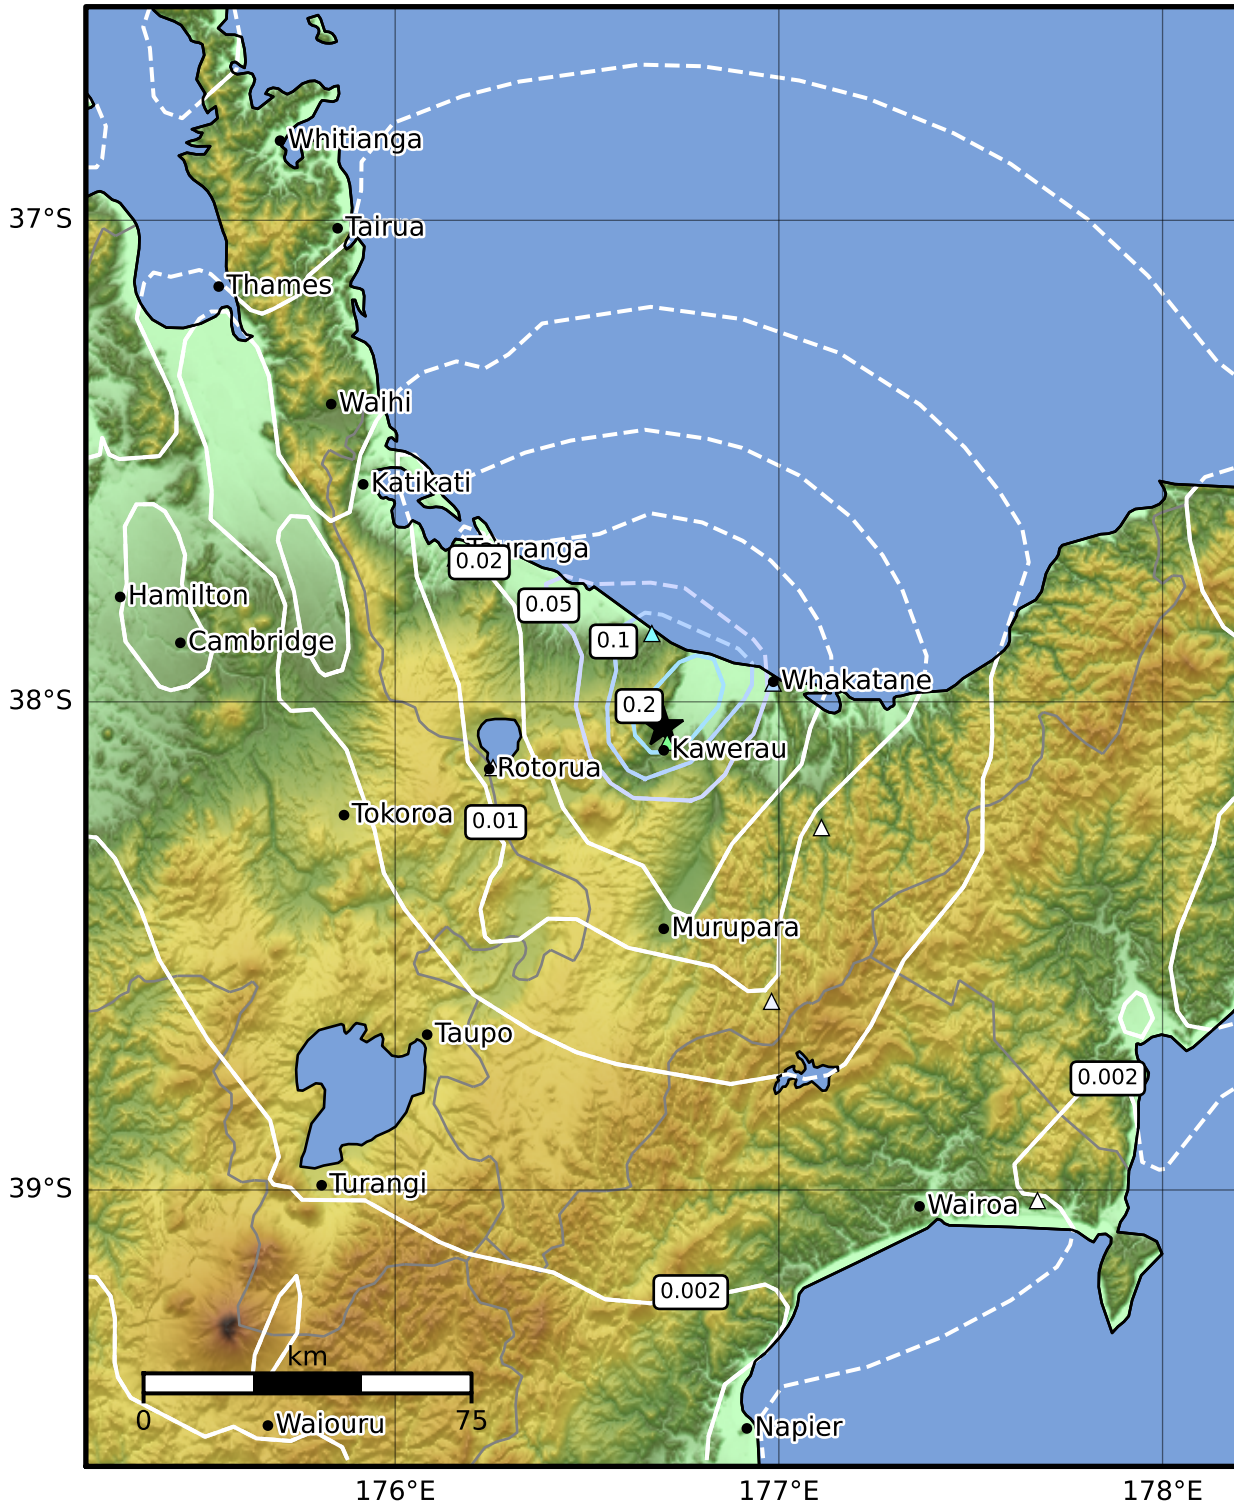 Whitianga
37°S
Tairua
Thames
Waihi
Katikati
Tauranga
0.02
Hamilton
0.05
Cambridge
0.1
Whakatane
38°S
0.2
Kawerau
Rotorua
Tokoroa
0.01
Murupara
Taupo
0.002
Turangi
39°S
Wairoa
0.002
km
0
75
Waiouru
Napier
176°E
177°E
178°E